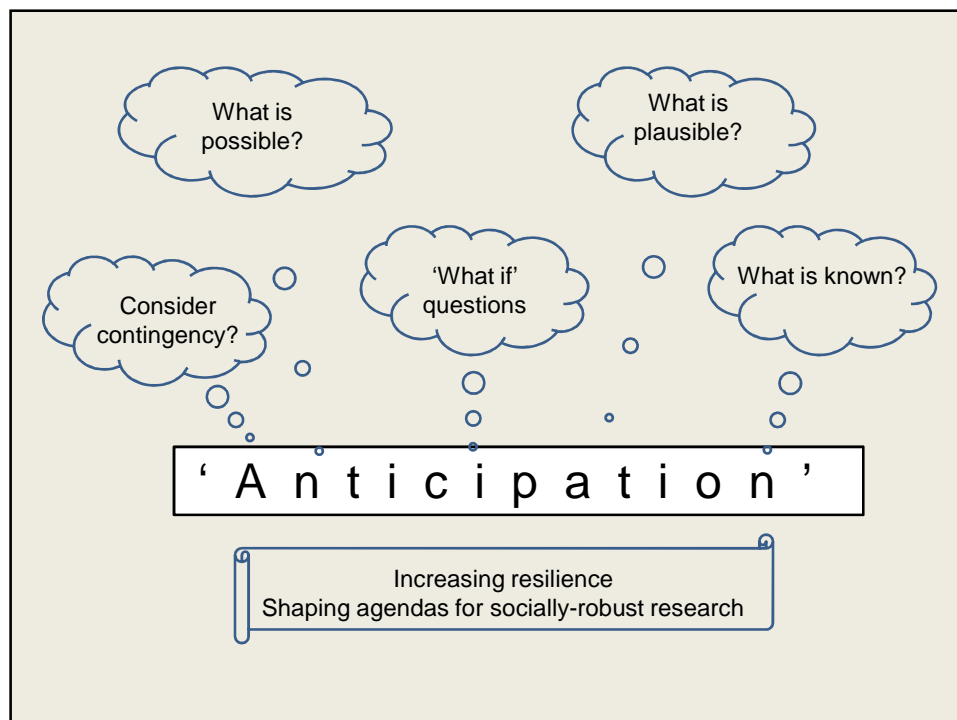 What is
possible?
What is
plausible?
Consider
contingency?
‘What if’
questions
What is known?
‘Anticipation’
Increasing resilience
Shaping agendas for socially-robust research